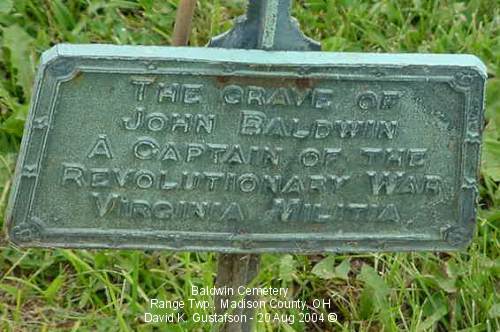 The grave of
John Baldwin
A Captain of the
Revolutionary War
Virginia Militia.
Baldwin Cemetery
Range Twp., Madison County, OH
David K. Gustafson - 20 Aug 2004 ©